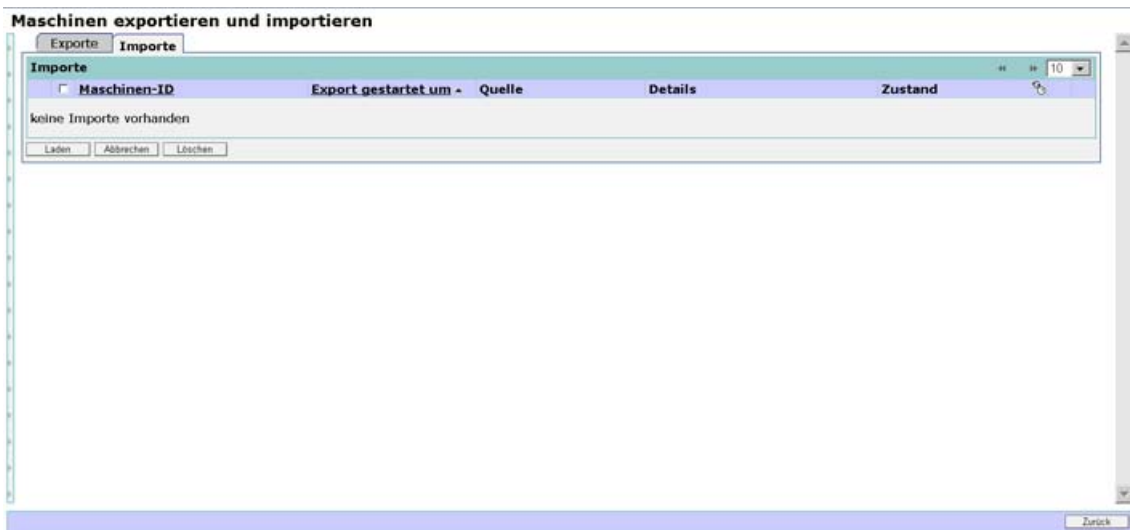 Maschinen exportieren und importieren
Exporte Importe
Importe 10
Maschinen-ID Export gestartet um Quelle Details Zustand
keine Importe vorhanden
Laden Abbrechen Löschen
Zurück